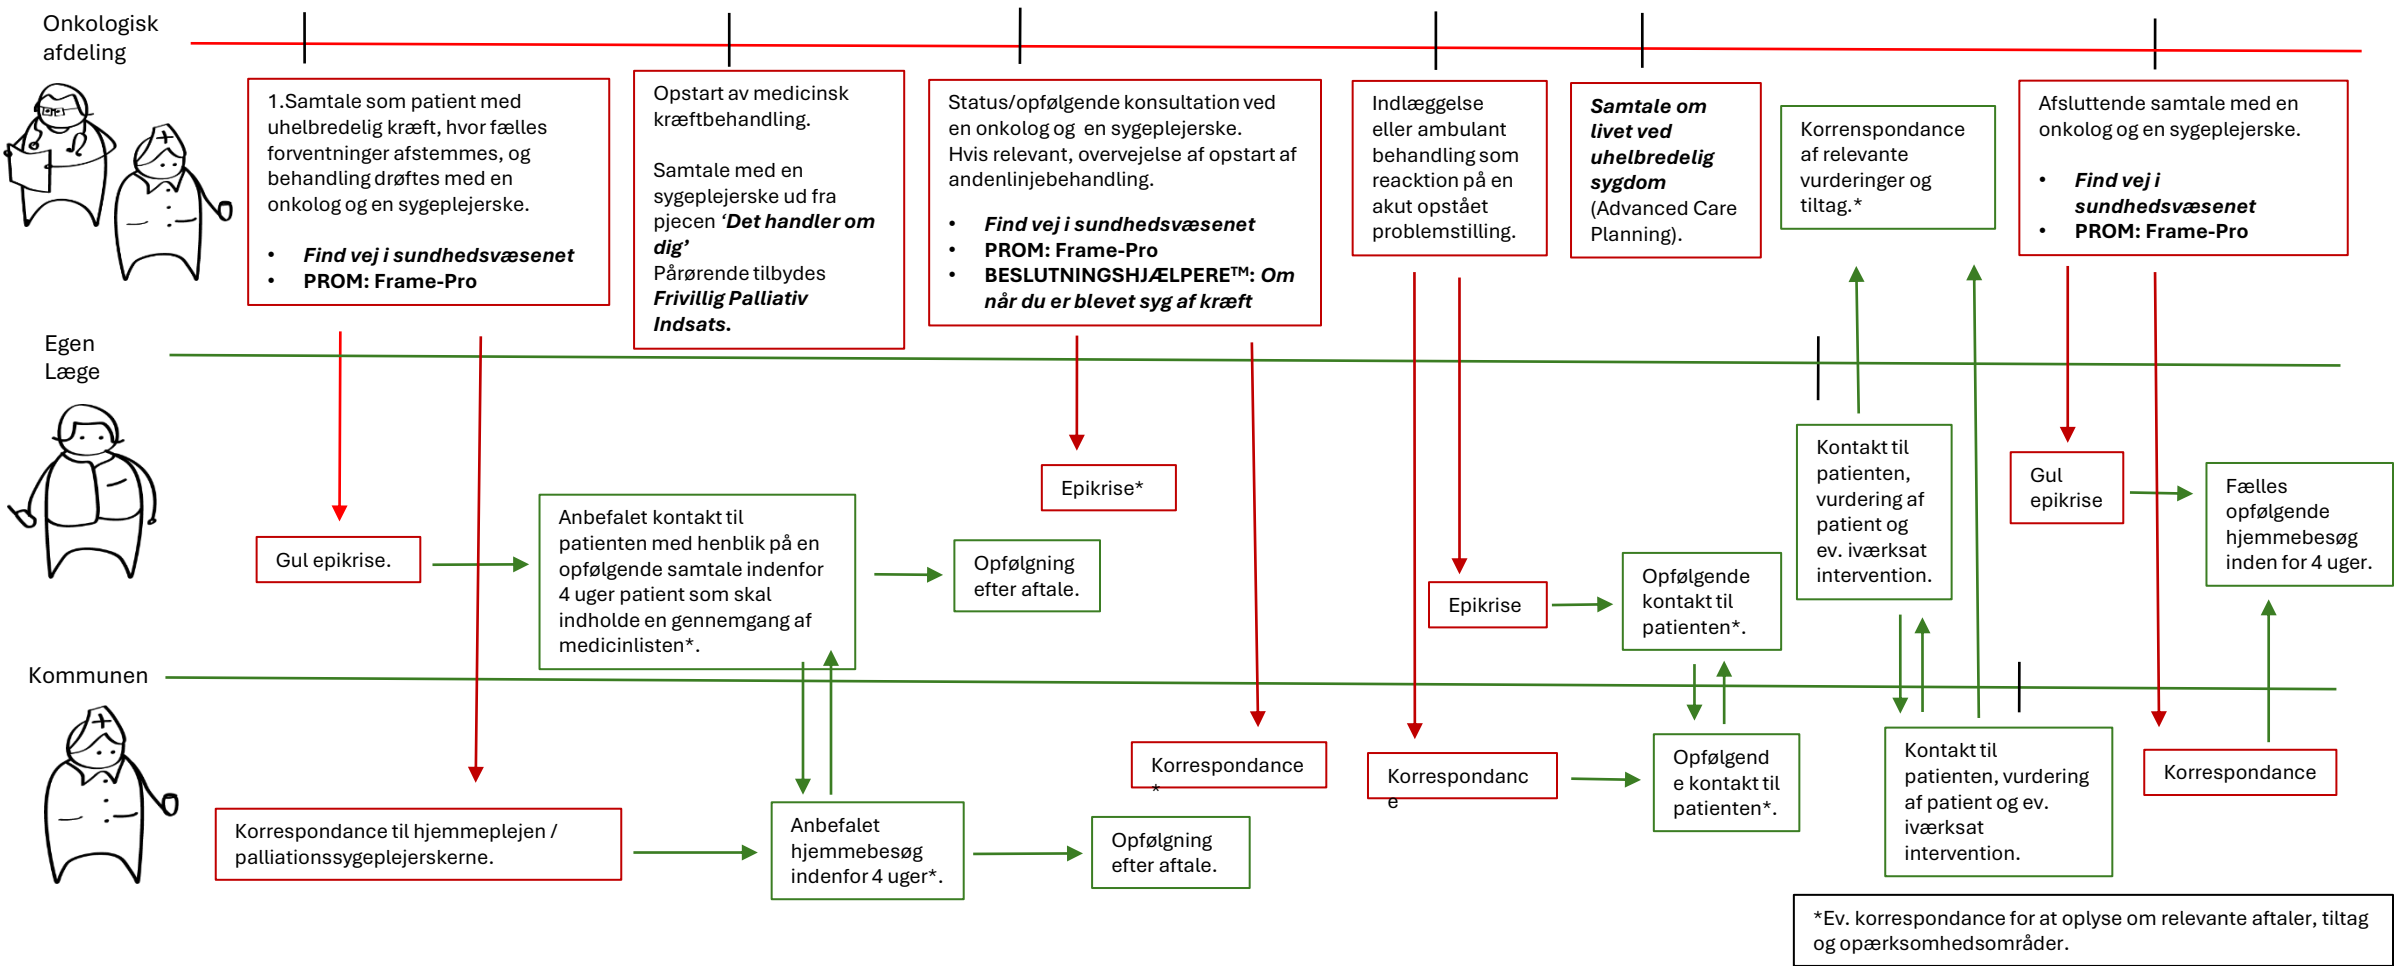 Onkologisk
afdeling
1.Samtale som patient med
uhelbredelig kræft, hvor fælles
forventninger afstemmes, og
behandling drøftes med en
onkolog og en sygeplejerske.
• Find vej i sundhedsvæsenet
• PROM: Frame-Pro
Opstart av medicinsk
kræftbehandling.
Samtale med en
sygeplejerske ud fra
pjecen ‘Det handler om
dig’
Pårørende tilbydes
Frivillig Palliativ
Indsats.
Status/opfølgende konsultation ved
en onkolog og en sygeplejerske.
Hvis relevant, overvejelse af opstart af
andenlinjebehandling.
• Find vej i sundhedsvæsenet
• PROM: Frame-Pro
• BESLUTNINGSHJÆLPERE™: Om
når du er blevet syg af kræft
Indlæggelse
eller ambulant
behandling som
reacktion på en
akut opstået
problemstilling.
Samtale om
livet ved
uhelbredelig
sygdom
(Advanced Care
Planning).
Korrenspondance
af relevante
vurderinger og
tiltag.*
Afsluttende samtale med en
onkolog og en sygeplejerske.
• Find vej i
sundhedsvæsenet
• PROM: Frame-Pro
Egen
Læge
Gul epikrise.
Anbefalet kontakt til
patienten med henblik på en
opfølgende samtale indenfor
4 uger patient som skal
indholde en gennemgang af
medicinlisten*.
Opfølgning
efter aftale.
Epikrise*
Epikrise
Opfølgende
kontakt til
patienten*.
Kontakt til
patienten,
vurdering af
patient og
ev. iværksat
intervention.
Gul
epikrise
Fælles
opfølgende
hjemmebesøg
inden for 4 uger.
Kommunen
Korrespondance til hjemmeplejen /
palliationssygeplejerskerne.
Anbefalet
hjemmebesøg
indenfor 4 uger*.
Opfølgning
efter aftale.
Korrespondance
*
Korrespondanc
e
Opfølgend
e kontakt til
patienten*.
Kontakt til
patienten, vurdering
af patient og ev.
iværksat
intervention.
Korrespondance
*Ev. korrespondance for at oplyse om relevante aftaler, tiltag
og opærksomhedsområder.